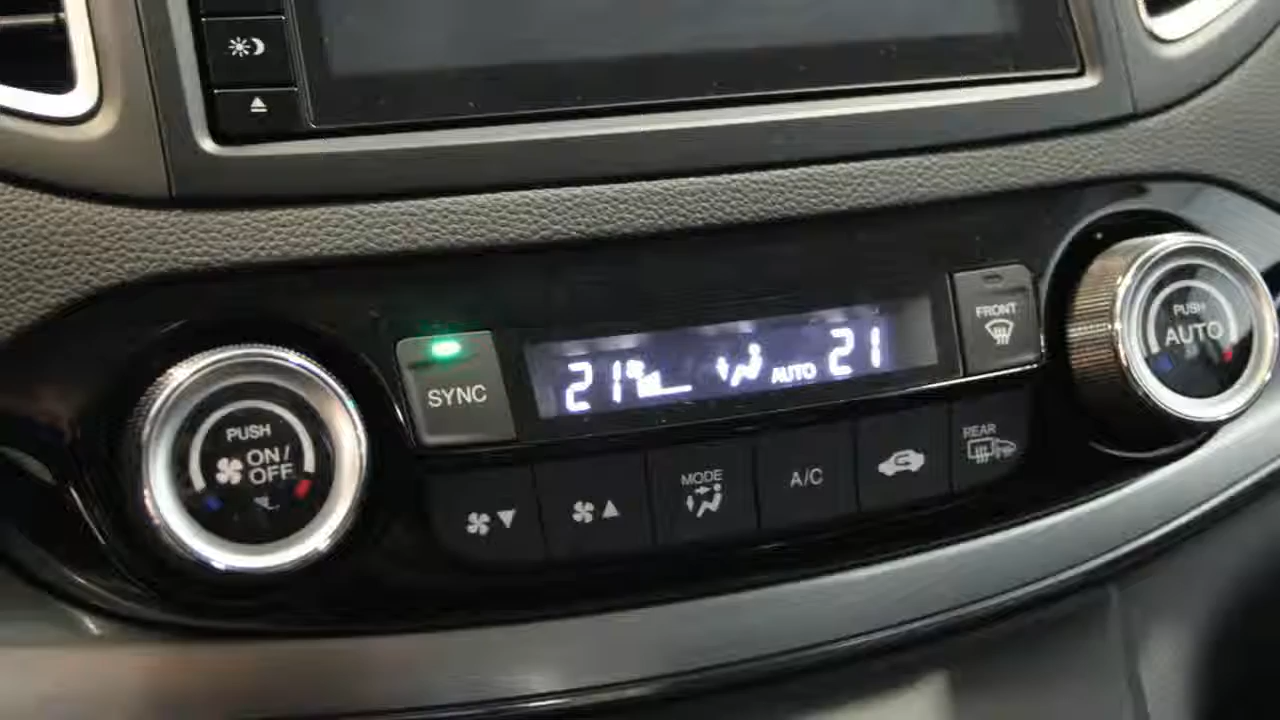 SYNC
21 AUTO 21
FRONT
PUSH
AUTO
PUSH
ON/
OFF
MODE
A/C
REAR